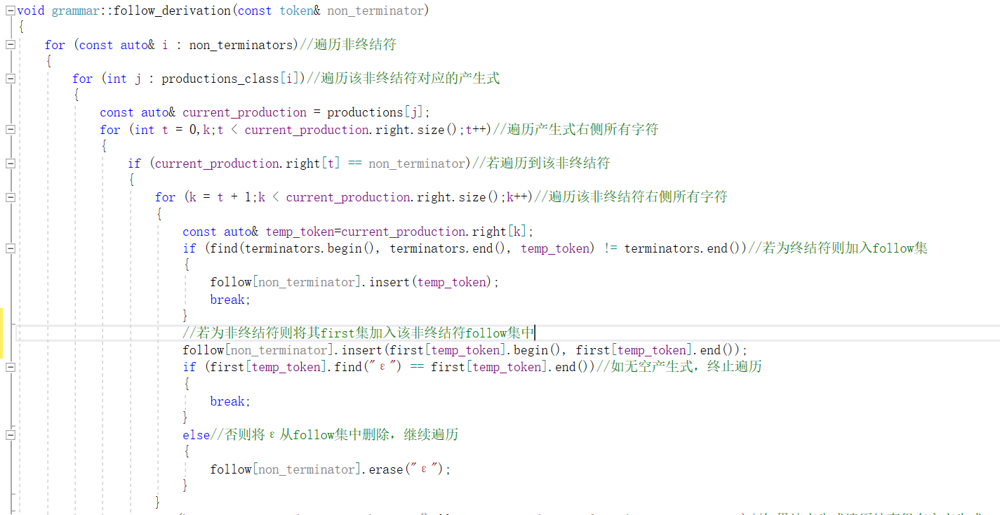 void grammar::follow_derivation(const token& non_terminator)
{
for (const auto& i : non_terminators)//遍历非终结符
{
for (int j : productions_class[i])//遍历该非终结符对应的产生式
{
const auto& current_production = productions[j];
for (int t = 0,k;t < current_production.right.size();t++)//遍历产生式右侧所有字符
{
if (current_production.right[t] == non_terminator)//若遍历到该非终结符
{
for (k = t + 1;k < current_production.right.size();k++)//遍历该非终结符右侧所有字符
{
const auto& temp_token=current_production.right[k];
if (find(terminators.begin(), terminators.end(), temp_token) != terminators.end())//若为终结符则加入follow集
{
follow[non_terminator].insert(temp_token);
break;
}
//若为非终结符则将其first集加入该非终结符follow集中
follow[non_terminator].insert(first[temp_token].begin(), first[temp_token].end());
if (first[temp_token].find("ε") == first[temp_token].end())//如无空产生式，终止遍历
{
break;
}
else//否则将ε从follow集中删除，继续遍历
{
follow[non_terminator].erase("ε");
}
}